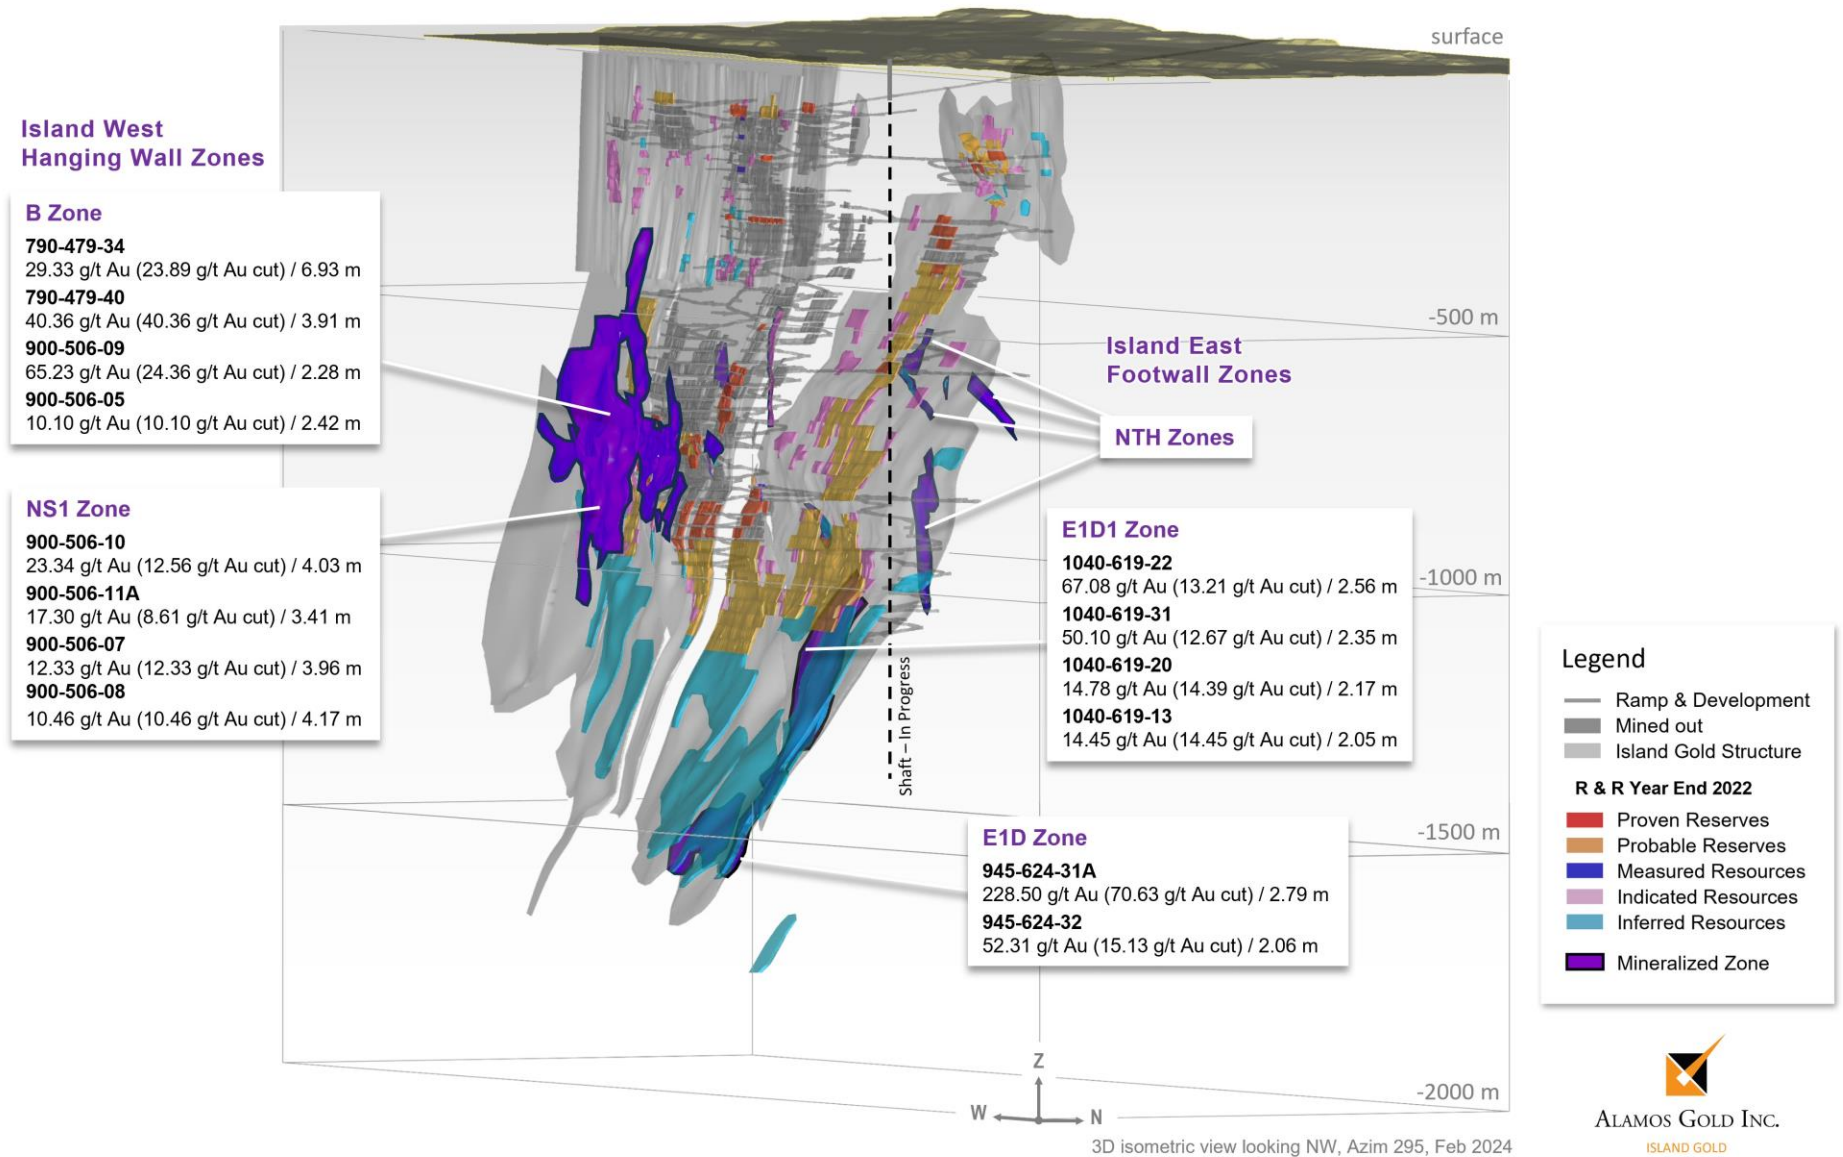 surface
Island West
Hanging Wall Zones
B Zone
790-479-34
29.33 g/t Au (23.89 g/t Au cut) / 6.93 m
790-479-40
40.36 g/t Au (40.36 g/t Au cut) / 3.91 m
900-506-09
65.23 g/t Au (24.36 g/t Au cut) / 2.28 m
900-506-05
10.10 g/t Au (10.10 g/t Au cut) / 2.42 m
NS1 Zone
900-506-10
23.34 g/t Au (12.56 g/t Au cut) / 4.03 m
900-506-11A
17.30 g/t Au (8.61 g/t Au cut) / 3.41 m
900-506-07
12.33 g/t Au (12.33 g/t Au cut) / 3.96 m
900-506-08
10.46 g/t Au (10.46 g/t Au cut) / 4.17 m
-500 m
Island East
Footwall Zones
NTH Zones
E1D1 Zone
1040-619-22
67.08 g/t Au (13.21 g/t Au cut) / 2.56 m
1040-619-31
50.10 g/t Au (12.67 g/t Au cut) / 2.35 m
1040-619-20
14.78 g/t Au (14.39 g/t Au cut) / 2.17 m
1040-619-13
14.45 g/t Au (14.45 g/t Au cut) / 2.05 m
-1000 m
Shaft – In Progress
-1500 m
E1D Zone
945-624-31A
228.50 g/t Au (70.63 g/t Au cut) / 2.79 m
945-624-32
52.31 g/t Au (15.13 g/t Au cut) / 2.06 m
Legend
Ramp & Development
Mined out
Island Gold Structure
R & R Year End 2022
Proven Reserves
Probable Reserves
Measured Resources
Indicated Resources
Inferred Resources
Mineralized Zone
-2000 m
Z
W
N
3D isometric view looking NW, Azim 295, Feb 2024
ALAMOS GOLD INC.
ISLAND GOLD